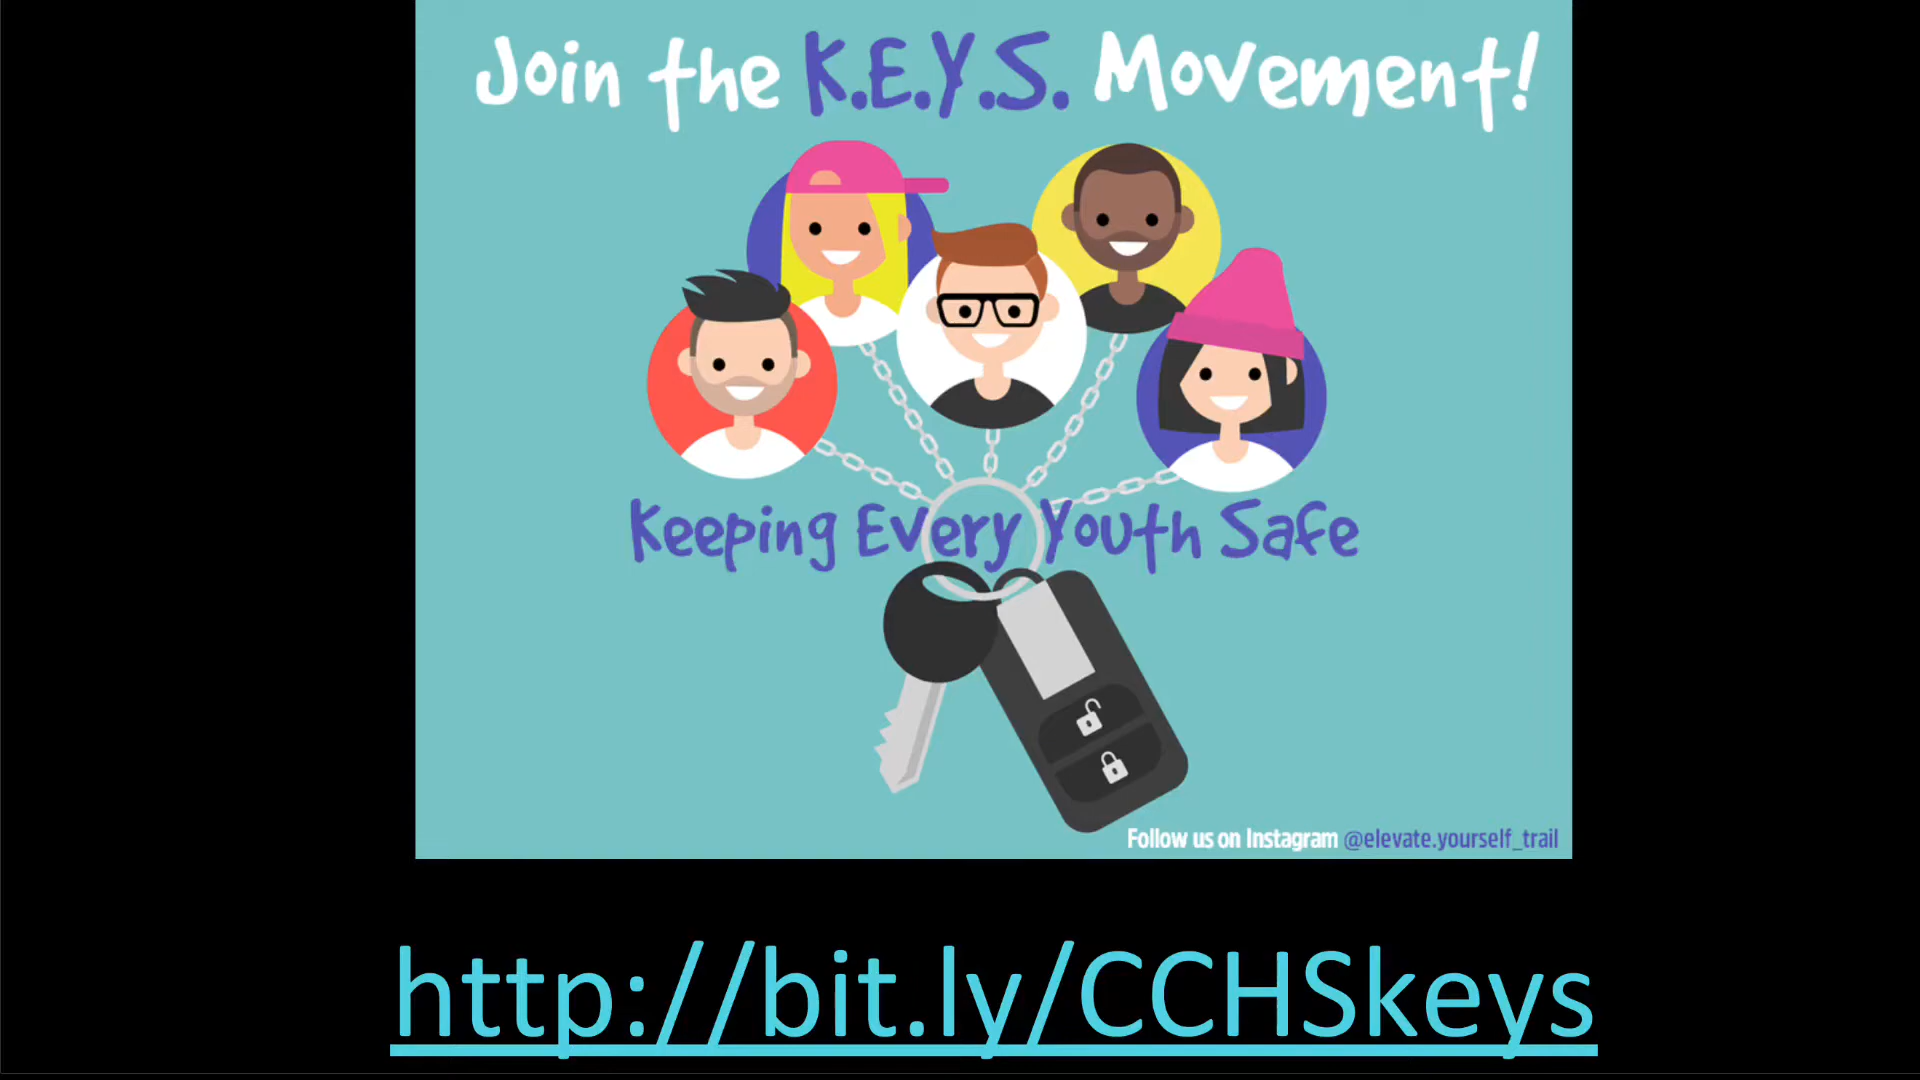 Join the K.E.Y.S. Movement!
Keeping Every Youth Safe
Follow us on Instagram @elevate.yourself_trail
http://bit.ly/CCHSkeys